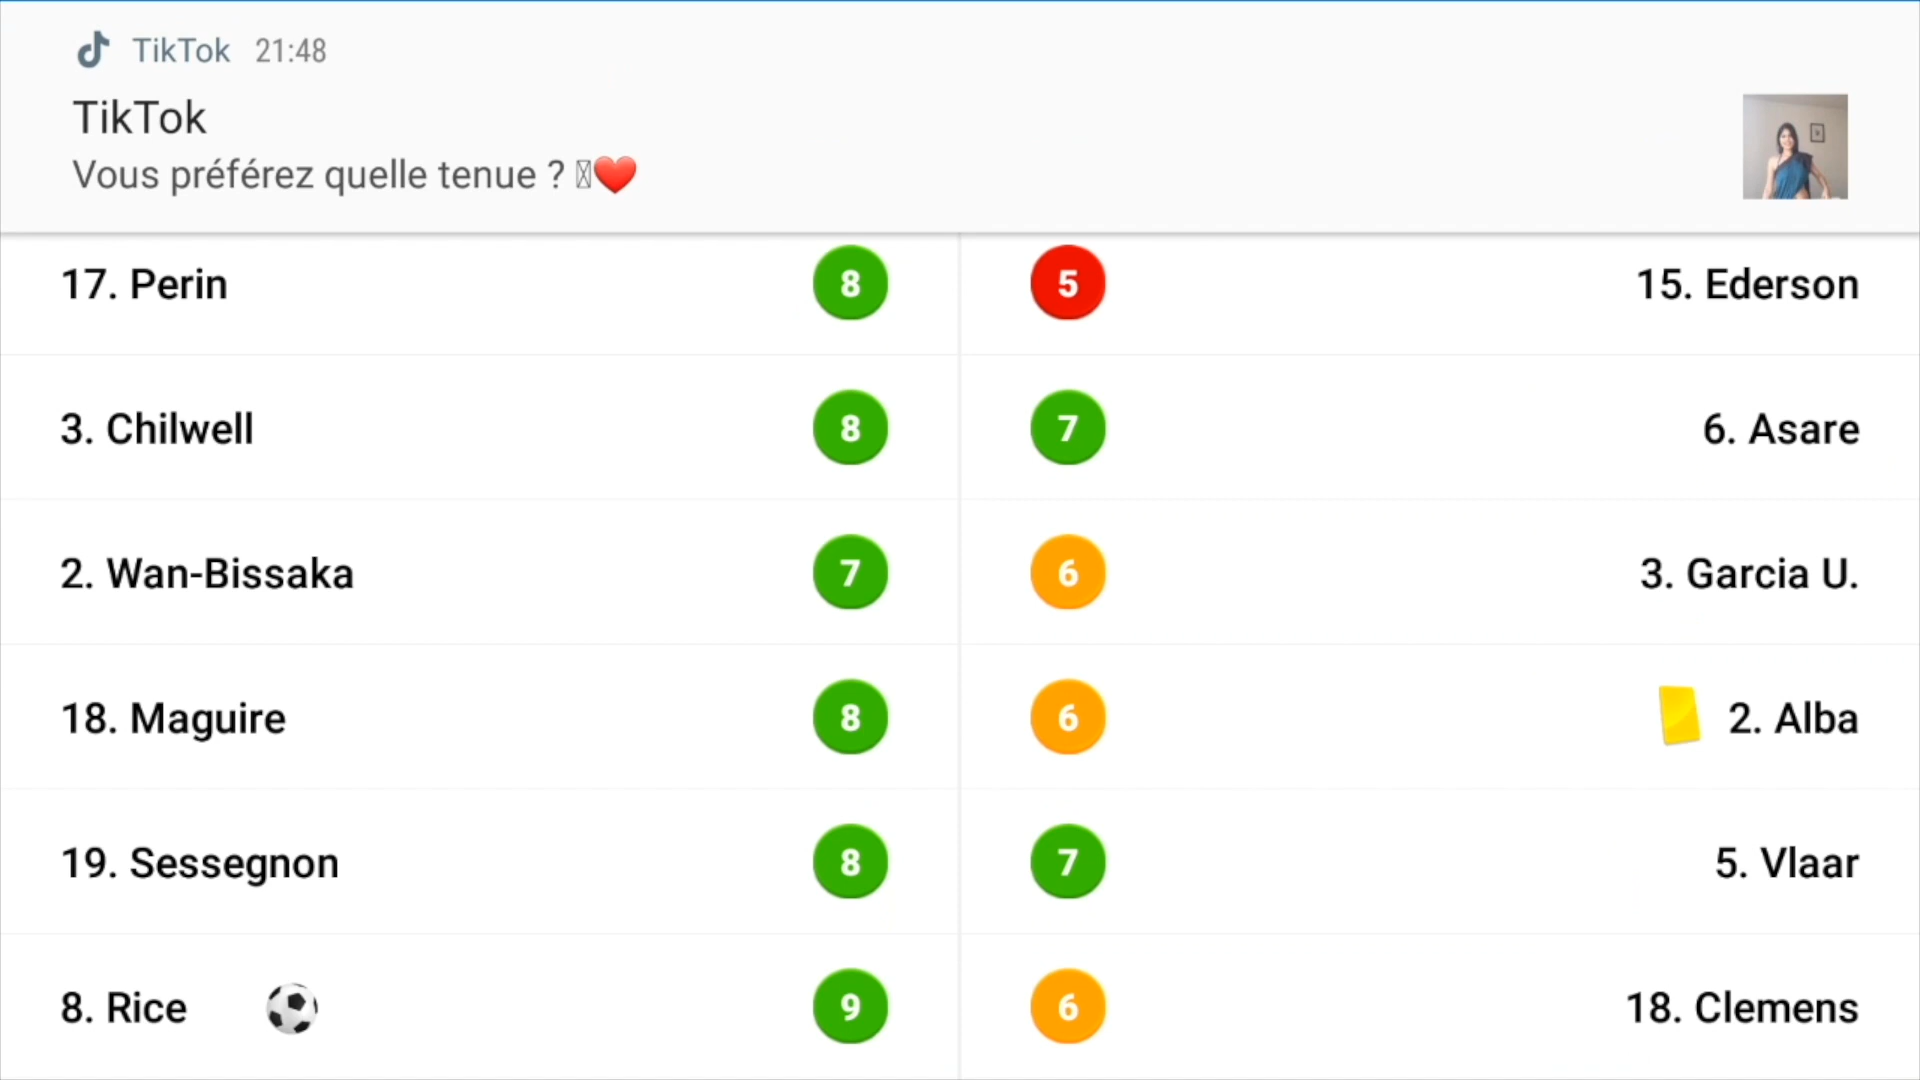 TikTok 21:48
TikTok
Vous préférez quelle tenue ? ❤️
17. Perin 8 5 15. Ederson
3. Chilwell 8 7 6. Asare
2. Wan-Bissaka 7 6 3. Garcia U.
18. Maguire 8 6 2. Alba
19. Sessegnon 8 7 5. Vlaar
8. Rice 9 6 18. Clemens